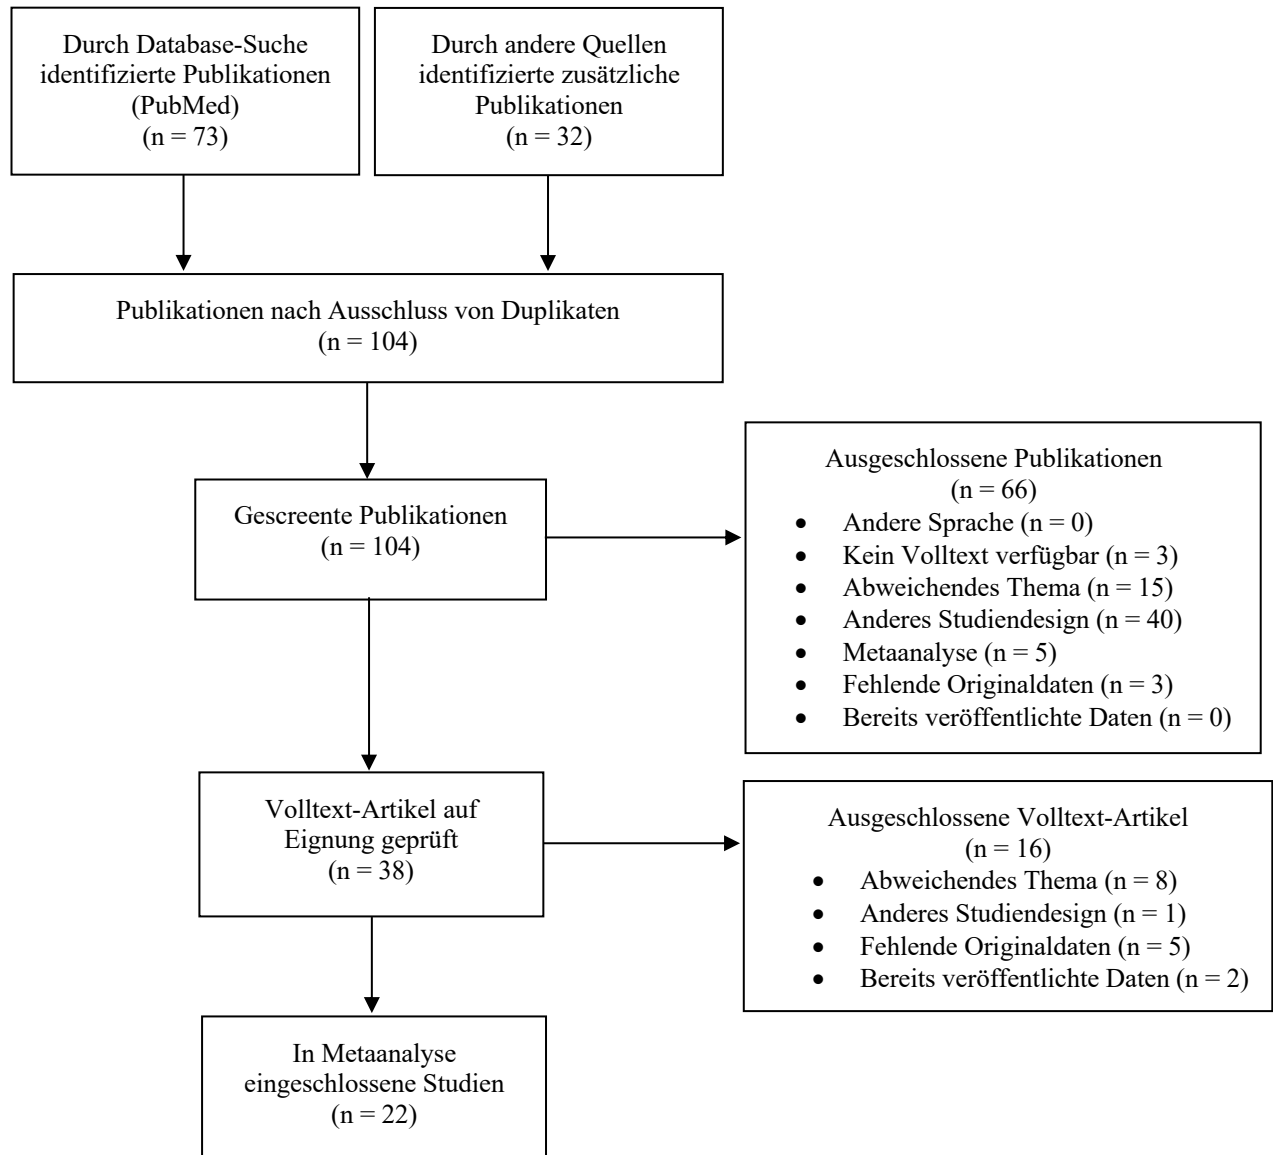 Durch Database-Suche
identifizierte Publikationen
(PubMed)
(n = 73)
Durch andere Quellen
identifizierte zusätzliche
Publikationen
(n = 32)
Publikationen nach Ausschluss von Duplikaten
(n = 104)
Gescreente Publikationen
(n = 104)
Ausgeschlossene Publikationen
(n = 66)
• Andere Sprache (n = 0)
• Kein Volltext verfügbar (n = 3)
• Abweichendes Thema (n = 15)
• Anderes Studiendesign (n = 40)
• Metaanalyse (n = 5)
• Fehlende Originaldaten (n = 3)
• Bereits veröffentlichte Daten (n = 0)
Volltext-Artikel auf
Eignung geprüft
(n = 38)
Ausgeschlossene Volltext-Artikel
(n = 16)
• Abweichendes Thema (n = 8)
• Anderes Studiendesign (n = 1)
• Fehlende Originaldaten (n = 5)
• Bereits veröffentlichte Daten (n = 2)
In Metaanalyse
eingeschlossene Studien
(n = 22)